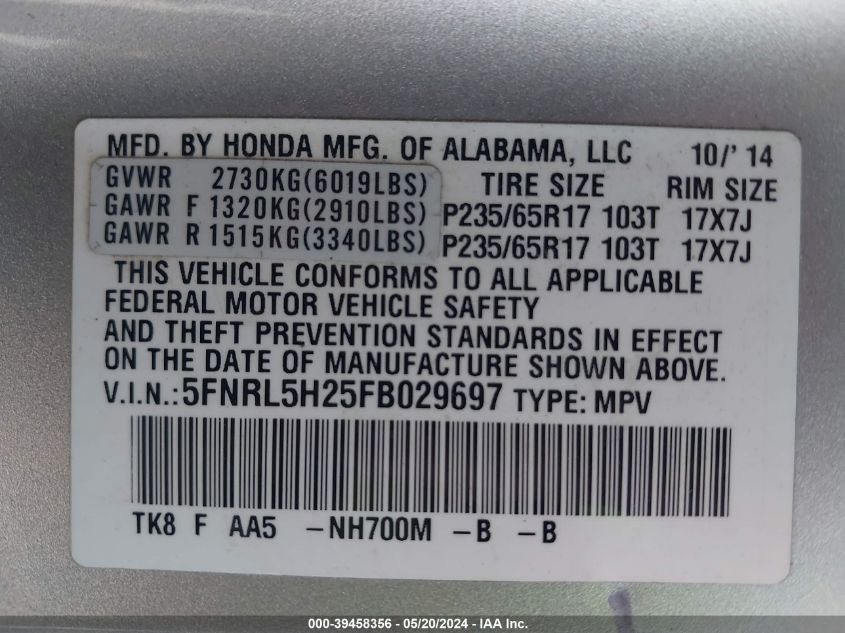 MFD. BY HONDA MFG. OF ALABAMA, LLC 10/' 14
GVWR 2730KG(6019LBS) TIRE SIZE RIM SIZE
GAWR F 1320KG(2910LBS) P235/65R17 103T 17X7J
GAWR R 1515KG(3340LBS) P235/65R17 103T 17X7J
THIS VEHICLE CONFORMS TO ALL APPLICABLE
FEDERAL MOTOR VEHICLE SAFETY
AND THEFT PREVENTION STANDARDS IN EFFECT
ON THE DATE OF MANUFACTURE SHOWN ABOVE.
V.I.N.:5FNRL5H25FB029697 TYPE: MPV
TK8 F AA5 -NH700M -B -B
000-39458356 - 05/20/2024 - IAA Inc.